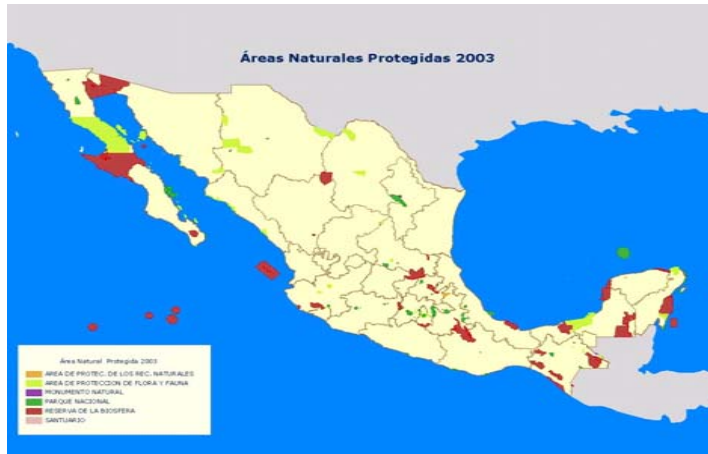 Áreas Naturales Protegidas 2003
Área Natural Protegida 2003
AREA DE PROTEC. DE LOS REC. NATURALES
AREA DE PROTECCION DE FLORA Y FAUNA
MONUMENTO NATURAL
PARQUE NACIONAL
RESERVA DE LA BIOSFERA
SANTUARIO